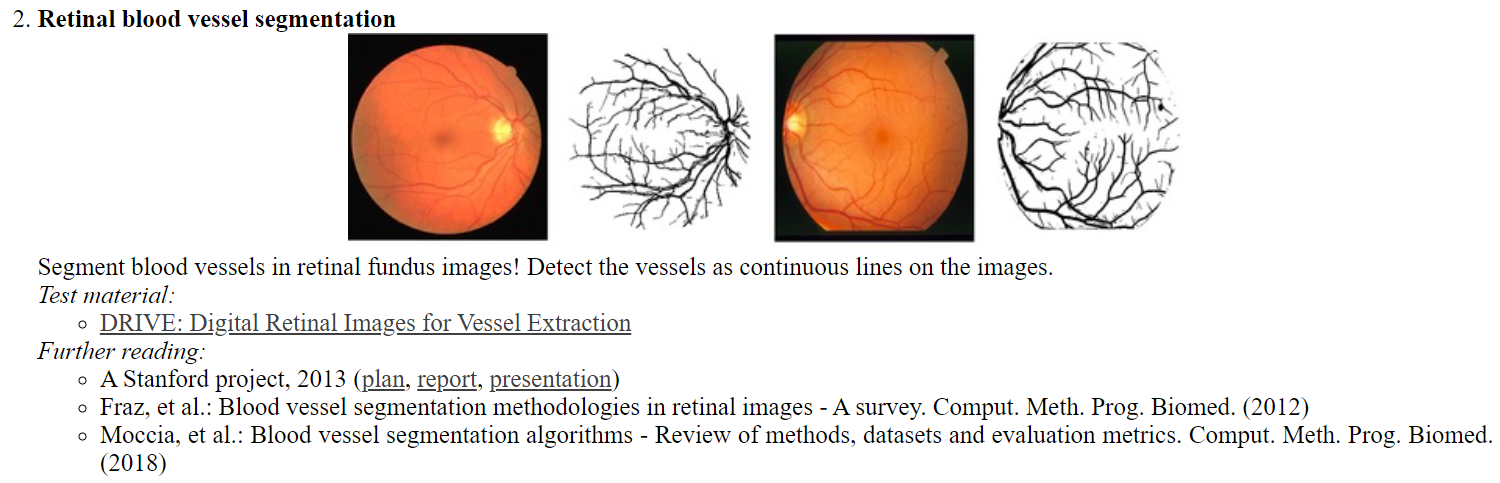 2. Retinal blood vessel segmentation
Segment blood vessels in retinal fundus images! Detect the vessels as continuous lines on the images.
Test material:
○ DRIVE: Digital Retinal Images for Vessel Extraction
Further reading:
○ A Stanford project, 2013 (plan, report, presentation)
○ Fraz, et al.: Blood vessel segmentation methodologies in retinal images - A survey. Comput. Meth. Prog. Biomed. (2012)
○ Moccia, et al.: Blood vessel segmentation algorithms - Review of methods, datasets and evaluation metrics. Comput. Meth. Prog. Biomed.
(2018)